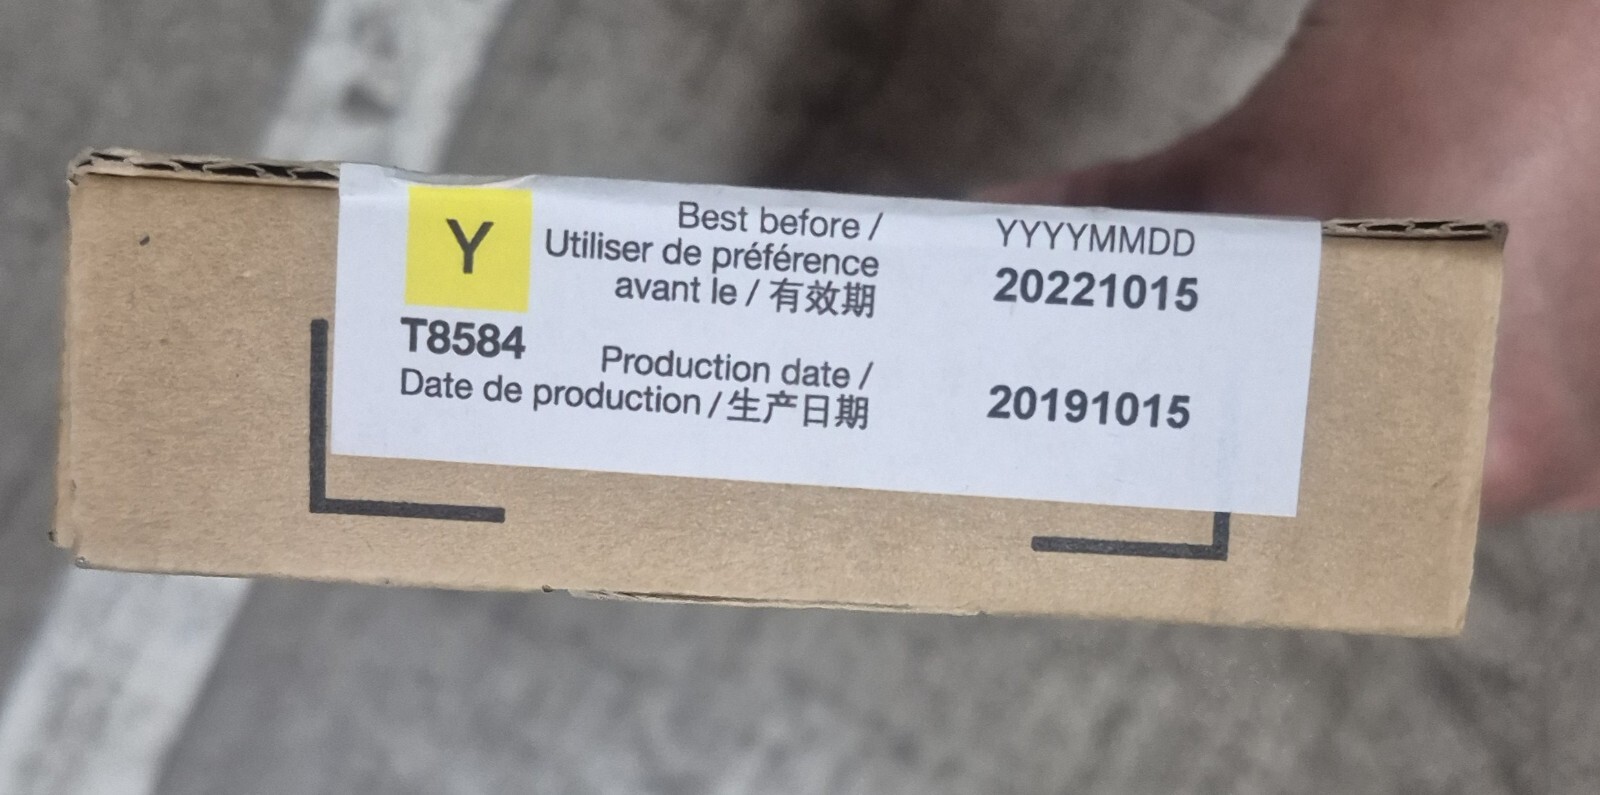 Y
T8584
Best before /
Utiliser de préférence
avant le / 有效期
YYYYMMDD
20221015
Production date /
Date de production / 生产日期
20191015